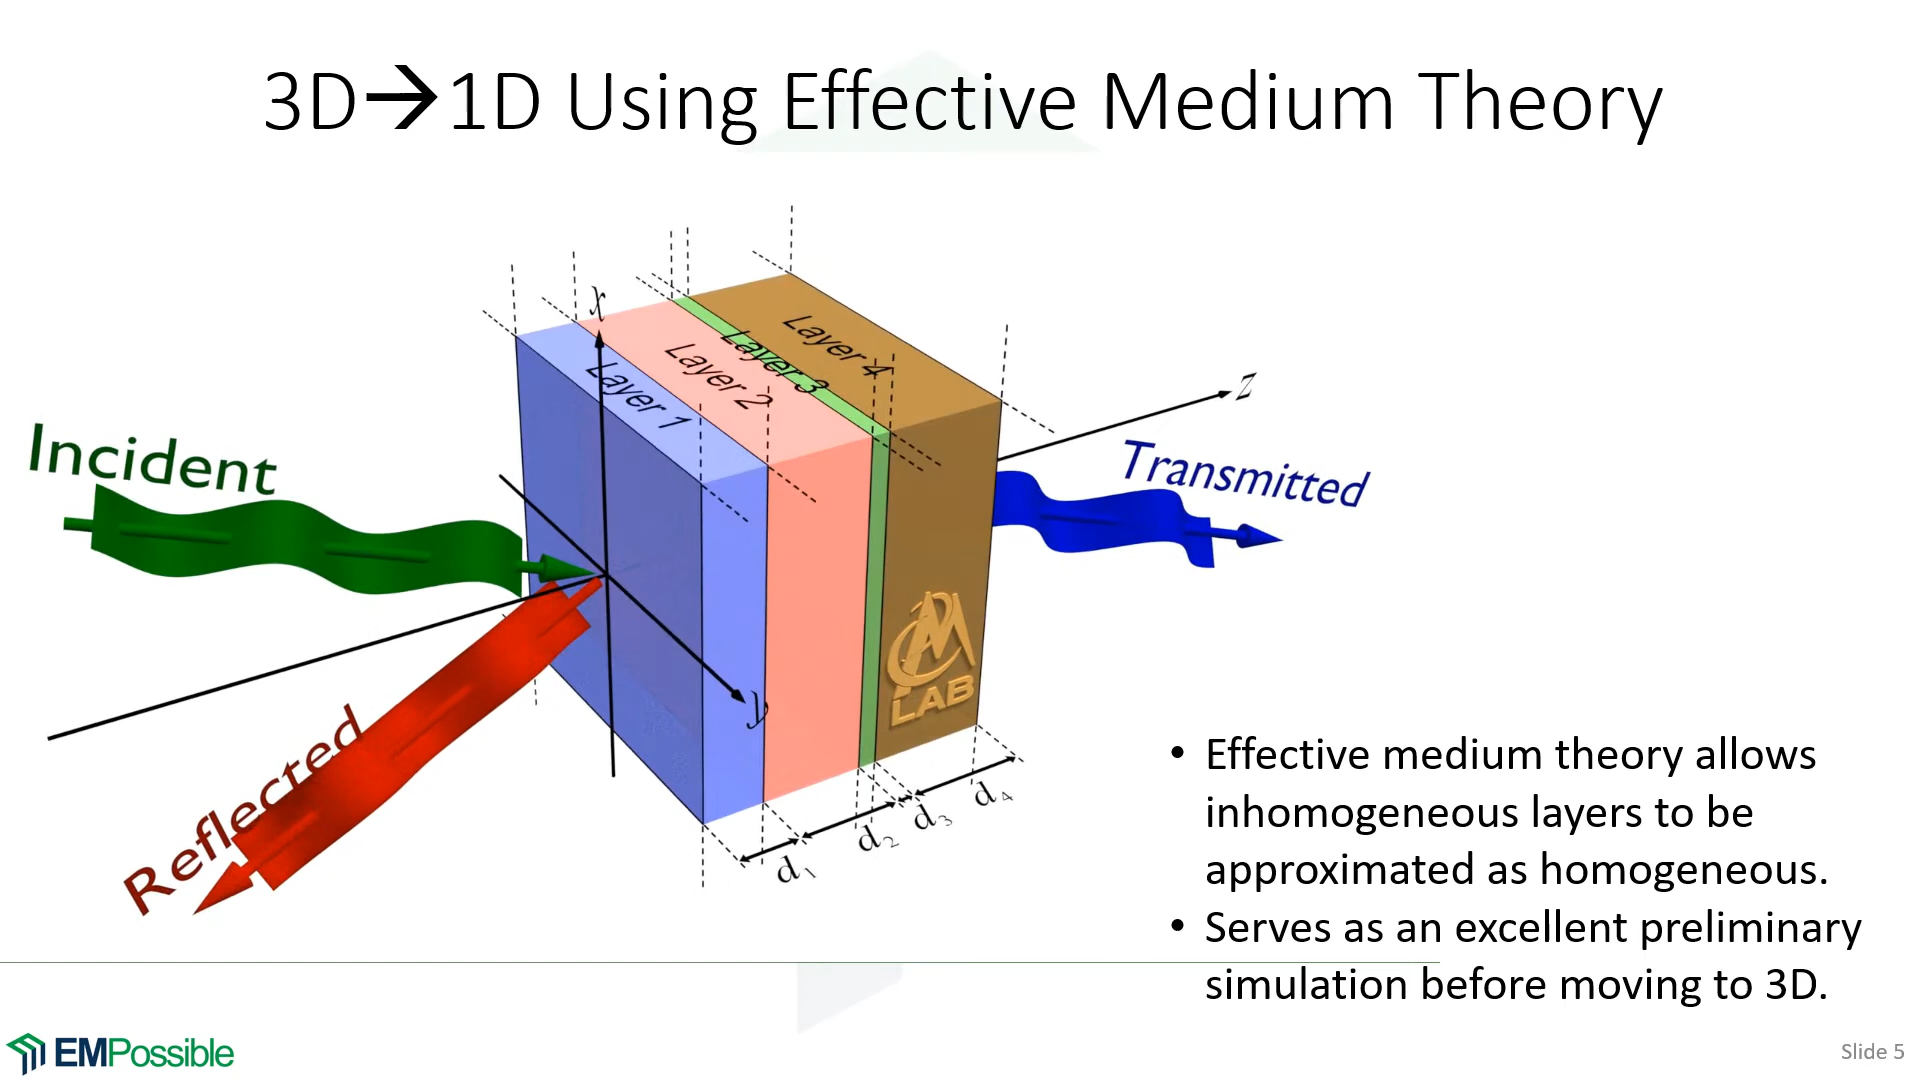 3D→1D Using Effective Medium Theory
x
Layer 4
Layer 3
Layer 2
Layer 1
z
Incident
Transmitted
y
CEM
LAB
Reflected
d₁
d₂
d₃
d₄
• Effective medium theory allows
inhomogeneous layers to be
approximated as homogeneous.
• Serves as an excellent preliminary
simulation before moving to 3D.
EMPossible
Slide 5